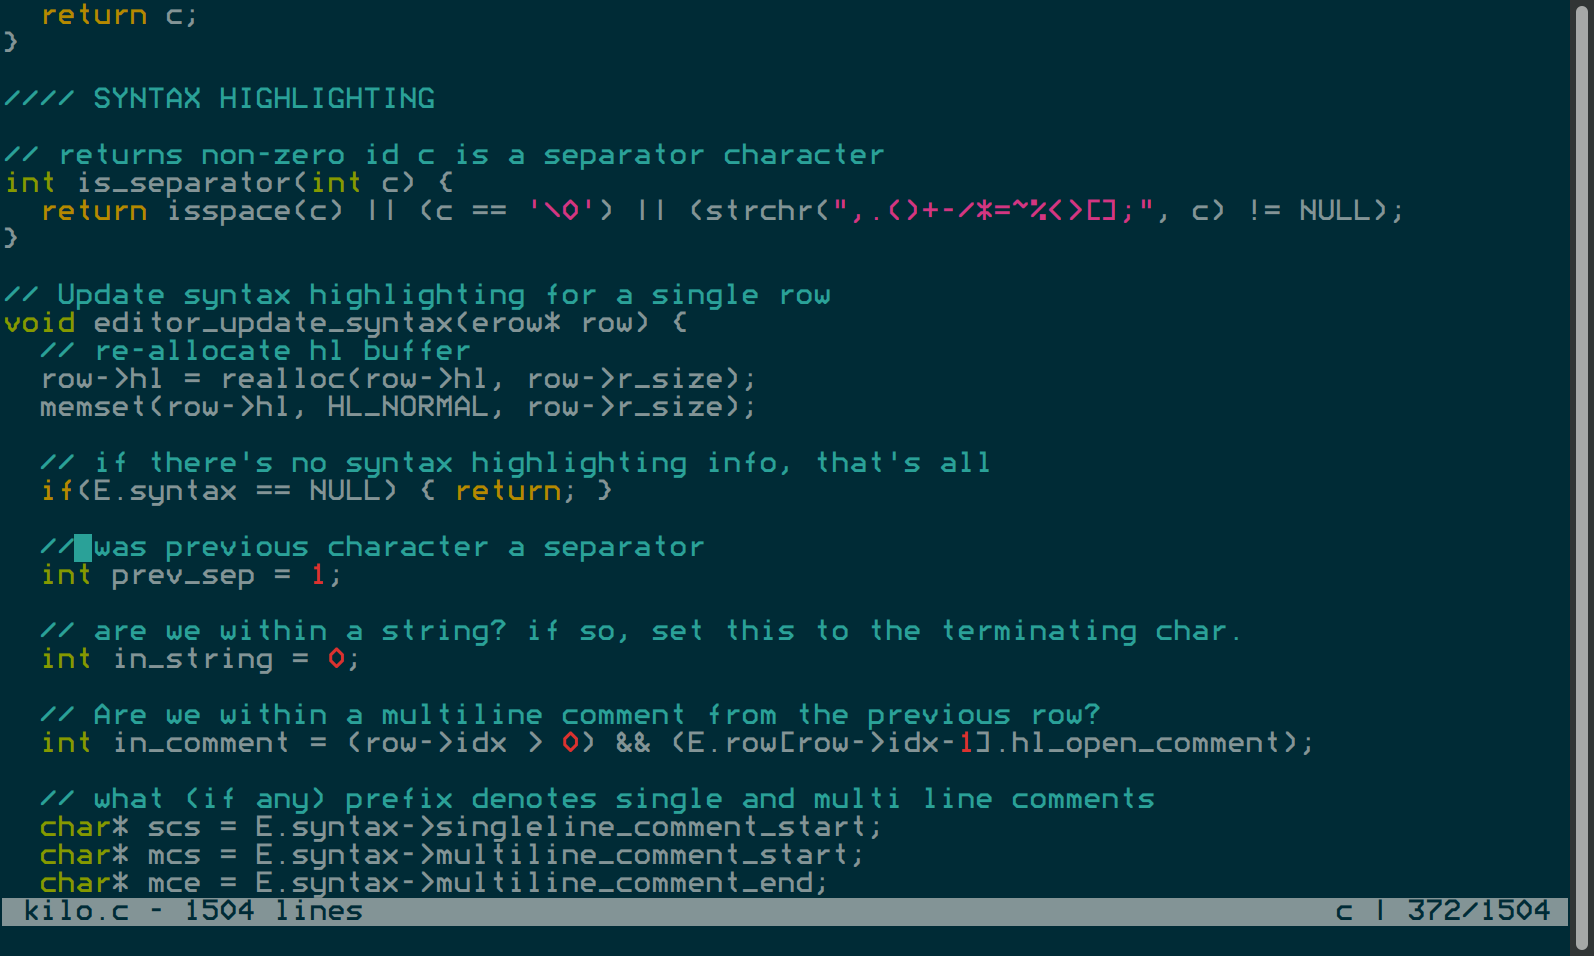 return c;
}

//// SYNTAX HIGHLIGHTING

// returns non-zero id c is a separator character
int is_separator(int c) {
  return isspace(c) || (c == '\0') || (strchr(",.()+-/*=~%<>[];", c) != NULL);
}

// Update syntax highlighting for a single row
void editor_update_syntax(erow* row) {
  // re-allocate hl buffer
  row->hl = realloc(row->hl, row->r_size);
  memset(row->hl, HL_NORMAL, row->r_size);

  // if there's no syntax highlighting info, that's all
  if(E.syntax == NULL) { return; }

  // was previous character a separator
  int prev_sep = 1;

  // are we within a string? if so, set this to the terminating char.
  int in_string = 0;

  // Are we within a multiline comment from the previous row?
  int in_comment = (row->idx > 0) && (E.row[row->idx-1].hl_open_comment);

  // what (if any) prefix denotes single and multi line comments
  char* scs = E.syntax->singleline_comment_start;
  char* mcs = E.syntax->multiline_comment_start;
  char* mce = E.syntax->multiline_comment_end;
kilo.c - 1504 lines c | 372/1504